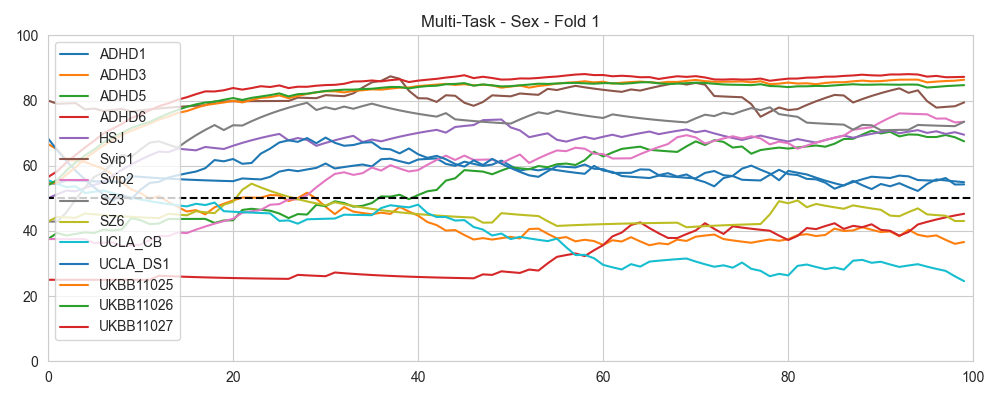 Multi-Task - Sex - Fold 1
100
80
60
40
20
0
ADHD1
ADHD3
ADHD5
ADHD6
HSJ
Svip1
Svip2
SZ3
SZ6
UCLA_CB
UCLA_DS1
UKBB11025
UKBB11026
UKBB11027
0 20 40 60 80 100